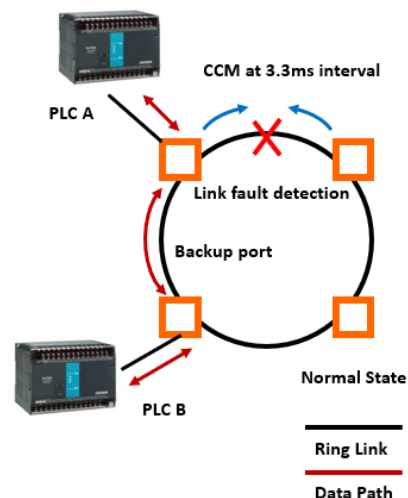 CCM at 3.3ms interval
PLC A
Link fault detection
Backup port
Normal State
PLC B
Ring Link
Data Path